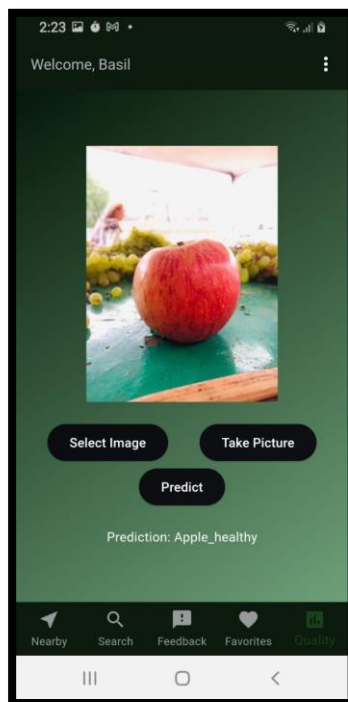 2:23
Welcome, Basil
Select Image
Take Picture
Predict
Prediction: Apple_healthy
Nearby Search Feedback Favorites Quality